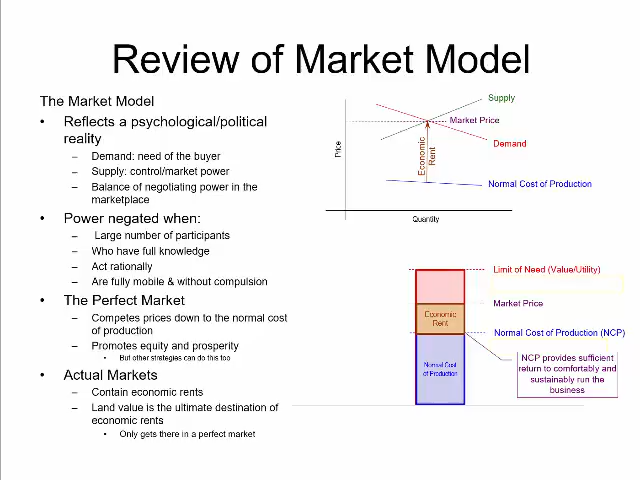 Review of Market Model
The Market Model
• Reflects a psychological/political
reality
– Demand: need of the buyer
– Supply: control/market power
– Balance of negotiating power in the
marketplace
• Power negated when:
– Large number of participants
– Who have full knowledge
– Act rationally
– Are fully mobile & without compulsion
• The Perfect Market
– Competes prices down to the normal cost
of production
– Promotes equity and prosperity
• But other strategies can do this too
• Actual Markets
– Contain economic rents
– Land value is the ultimate destination of
economic rents
• Only gets there in a perfect market
Supply
Market Price
Demand
Price
Economic
Rent
Normal Cost of Production
Quantity
Limit of Need (Value/Utility)
Market Price
Economic
Rent
Normal Cost of Production (NCP)
Normal Cost
of Production
NCP provides sufficient
return to comfortably and
sustainably run the
business